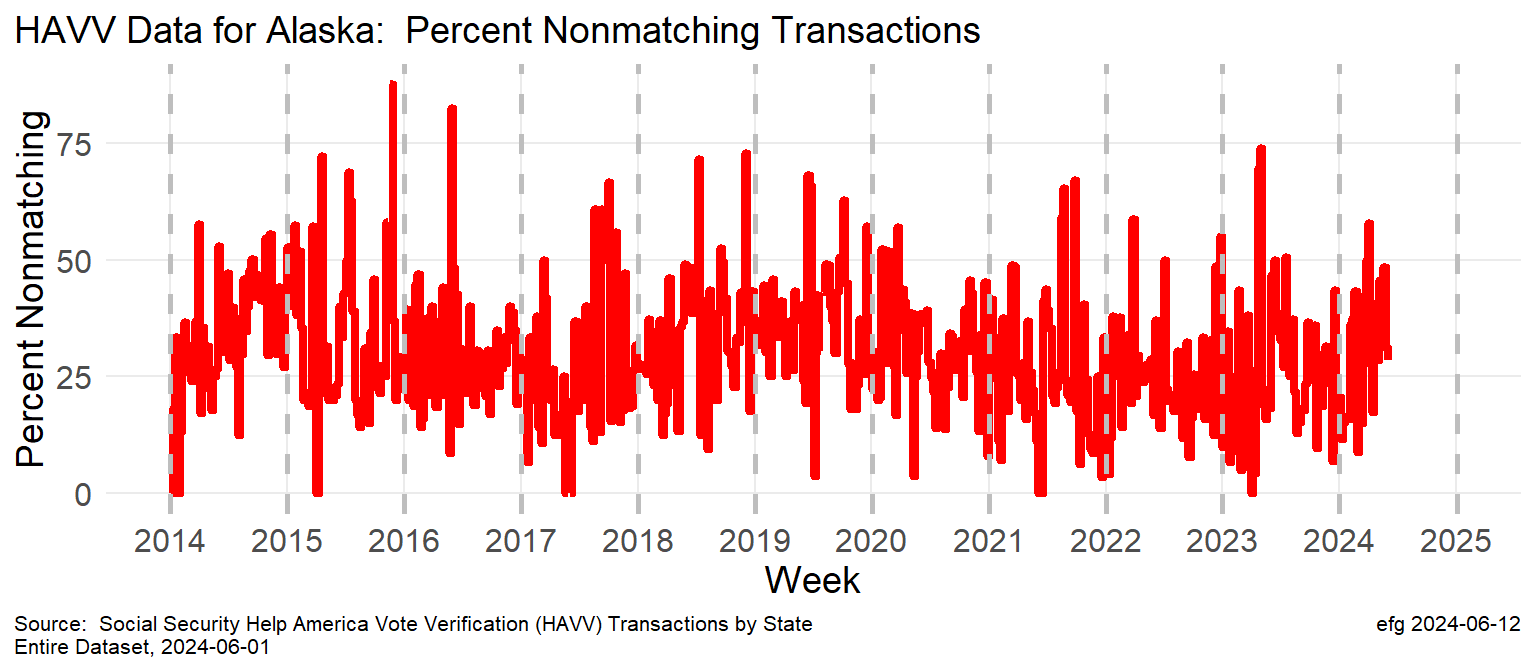 HAVV Data for Alaska:  Percent Nonmatching Transactions
Percent Nonmatching
75
50
25
0
2014 2015 2016 2017 2018 2019 2020 2021 2022 2023 2024 2025
Week
Source:  Social Security Help America Vote Verification (HAVV) Transactions by State
efg 2024-06-12
Entire Dataset, 2024-06-01